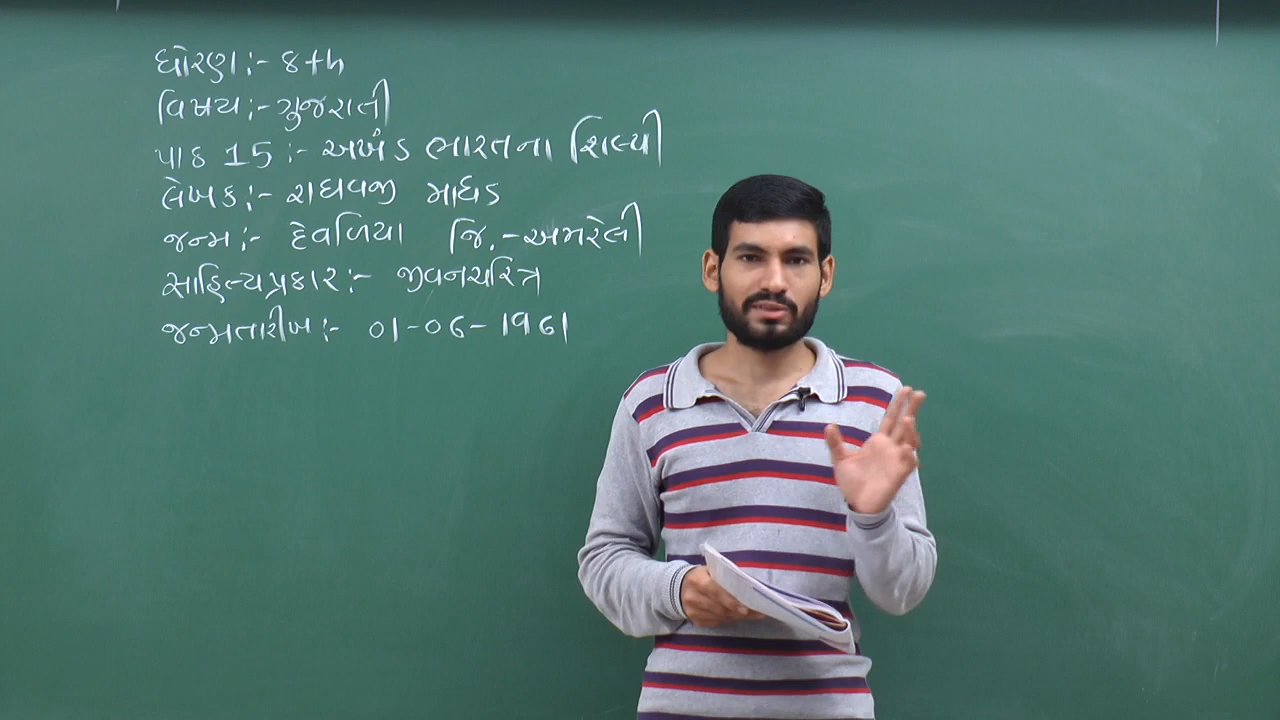 ધોરણ :- 8th
વિષય :- ગુજરાતી
પાઠ 15 :- અખંડ ભારતના શિલ્પી
લેખક :- રાઘવજી માધડ
જન્મ :- દેવળિયા જિ. - અમરેલી
સાહિત્યપ્રકાર :- જીવનચરિત્ર
જન્મતારીખ :- 01-06-1961